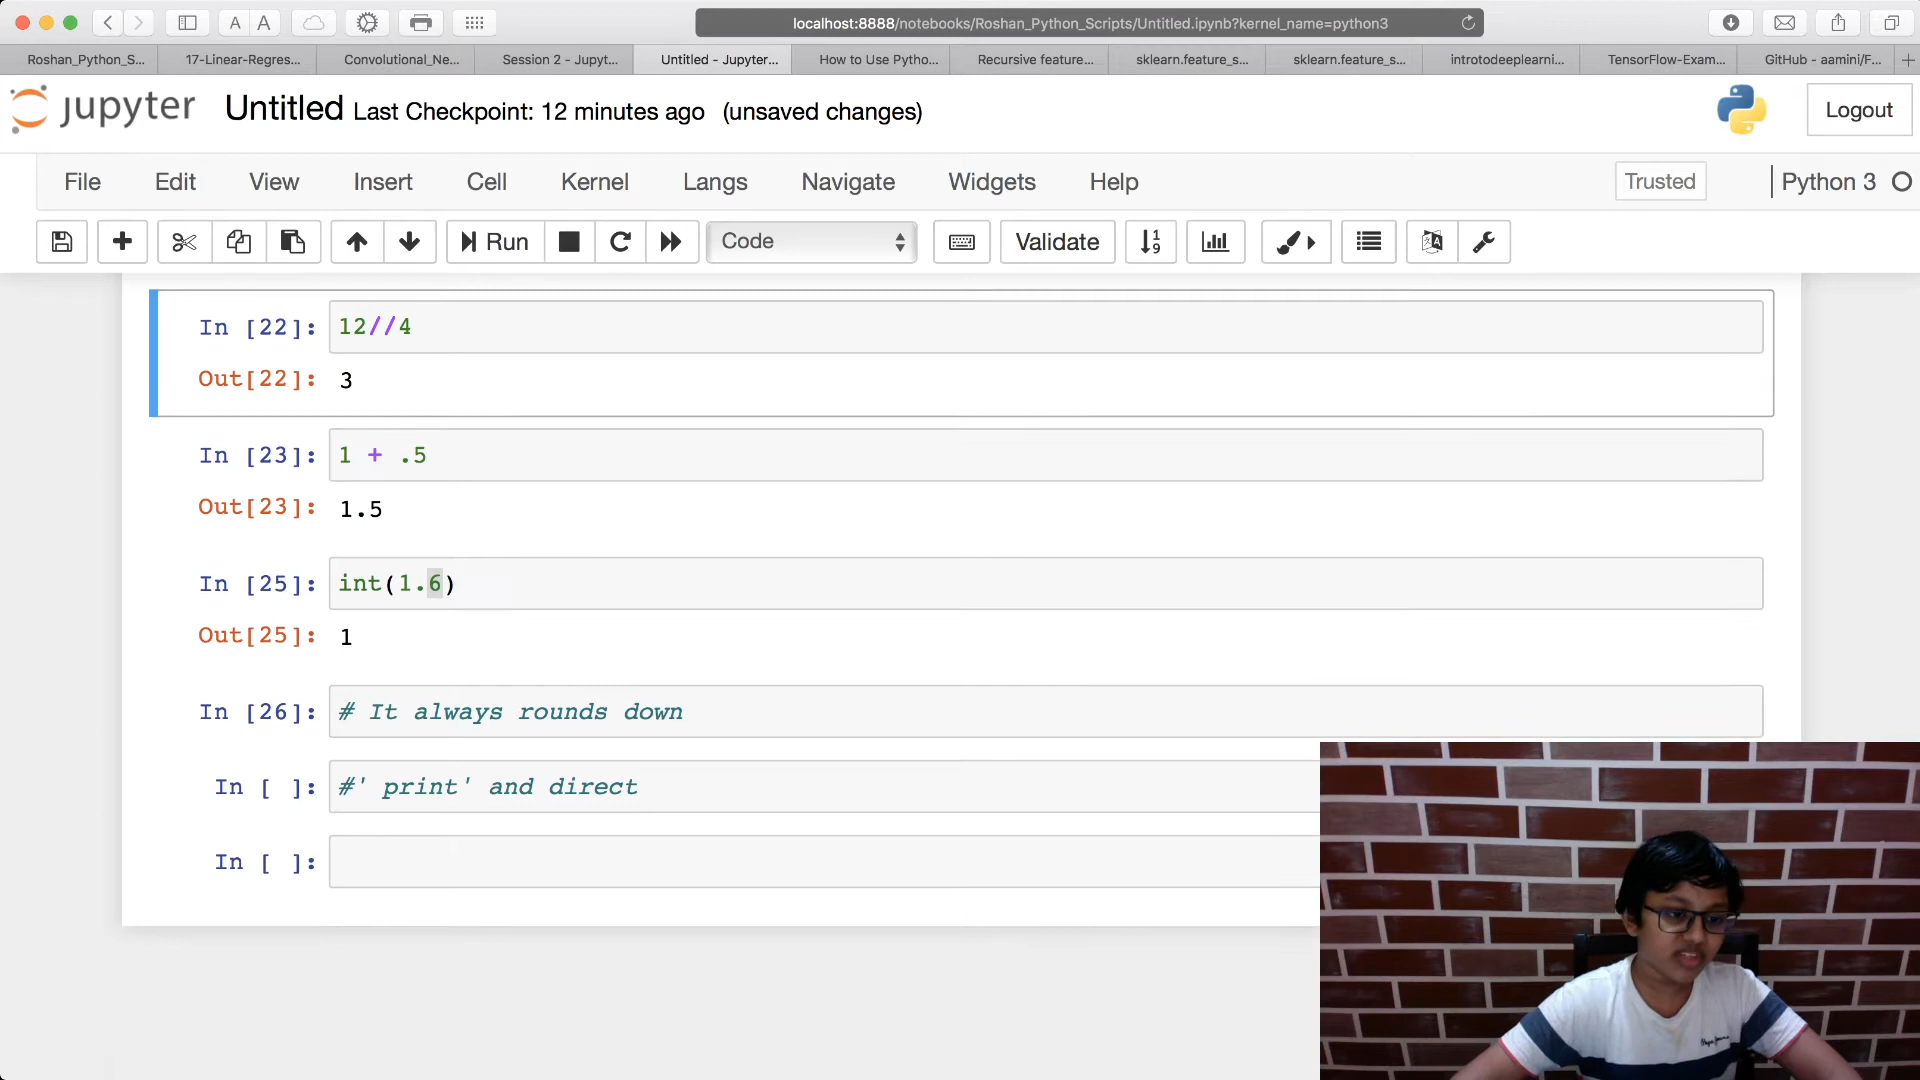 A A
localhost:8888/notebooks/Roshan_Python_Scripts/Untitled.ipynb?kernel_name=python3
Roshan_Python_S... 17-Linear-Regres... Convolutional_Ne... Session 2 - Jupyt... Untitled - Jupyter... How to Use Pytho... Recursive feature... sklearn.feature_s... sklearn.feature_s... introtodeeplearni... TensorFlow-Exam... GitHub - aamini/F...
jupyter Untitled Last Checkpoint: 12 minutes ago (unsaved changes) Logout
File Edit View Insert Cell Kernel Langs Navigate Widgets Help Trusted Python 3
Run Code Validate
In [22]: 12//4
Out[22]: 3
In [23]: 1 + .5
Out[23]: 1.5
In [25]: int(1.6)
Out[25]: 1
In [26]: # It always rounds down
In [ ]: #' print' and direct
In [ ]: